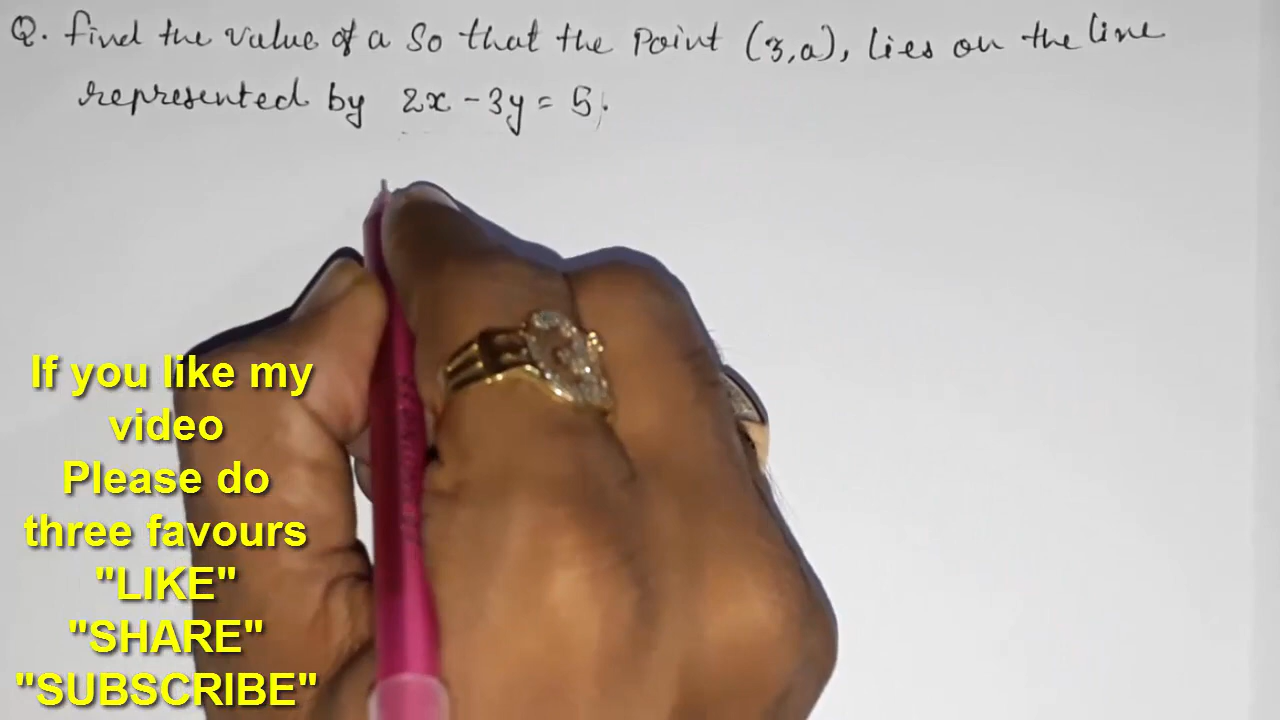 Q. find the value of a So that the Point (3,a), lies on the line
represented by 2x - 3y = 5.
If you like my
video
Please do
three favours
"LIKE"
"SHARE"
"SUBSCRIBE"